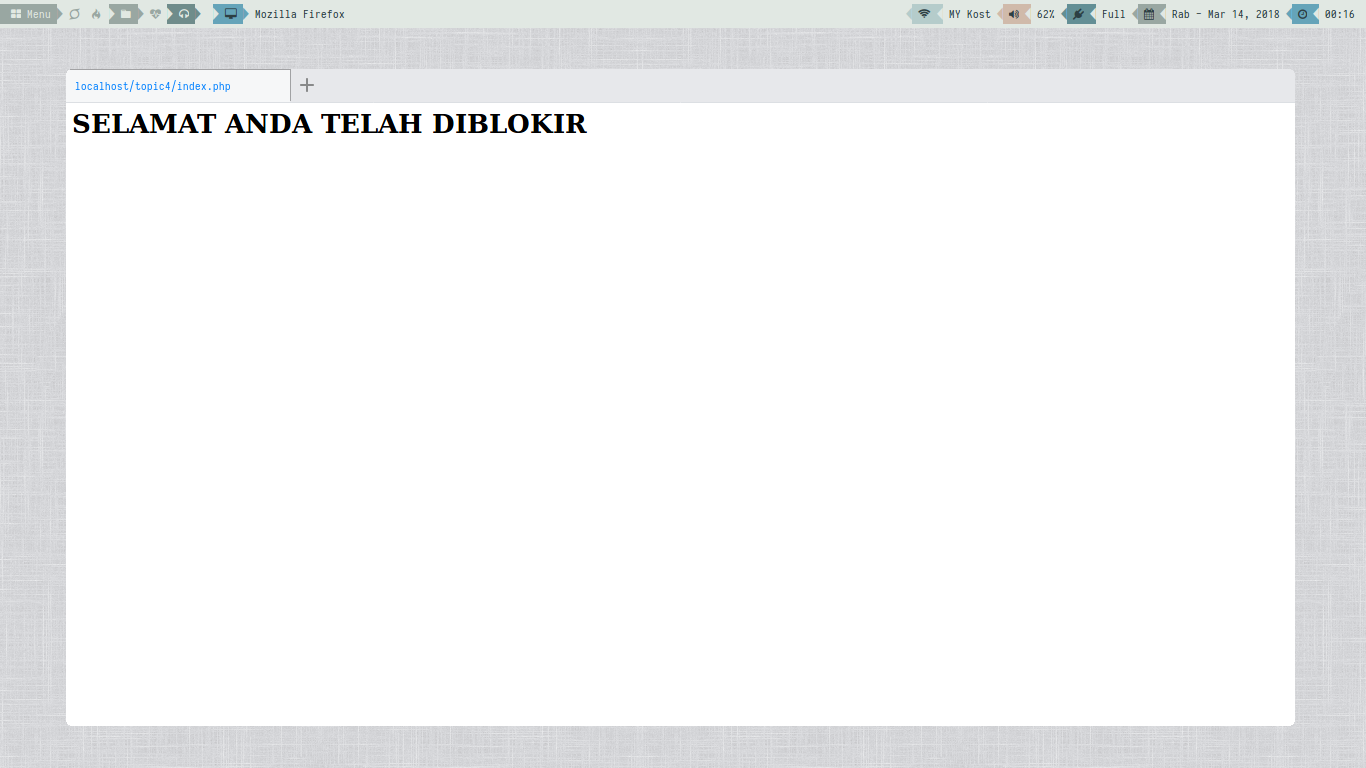 Menu Mozilla Firefox MY Kost 62% Full Rab - Mar 14, 2018 00:16
localhost/topic4/index.php
SELAMAT ANDA TELAH DIBLOKIR